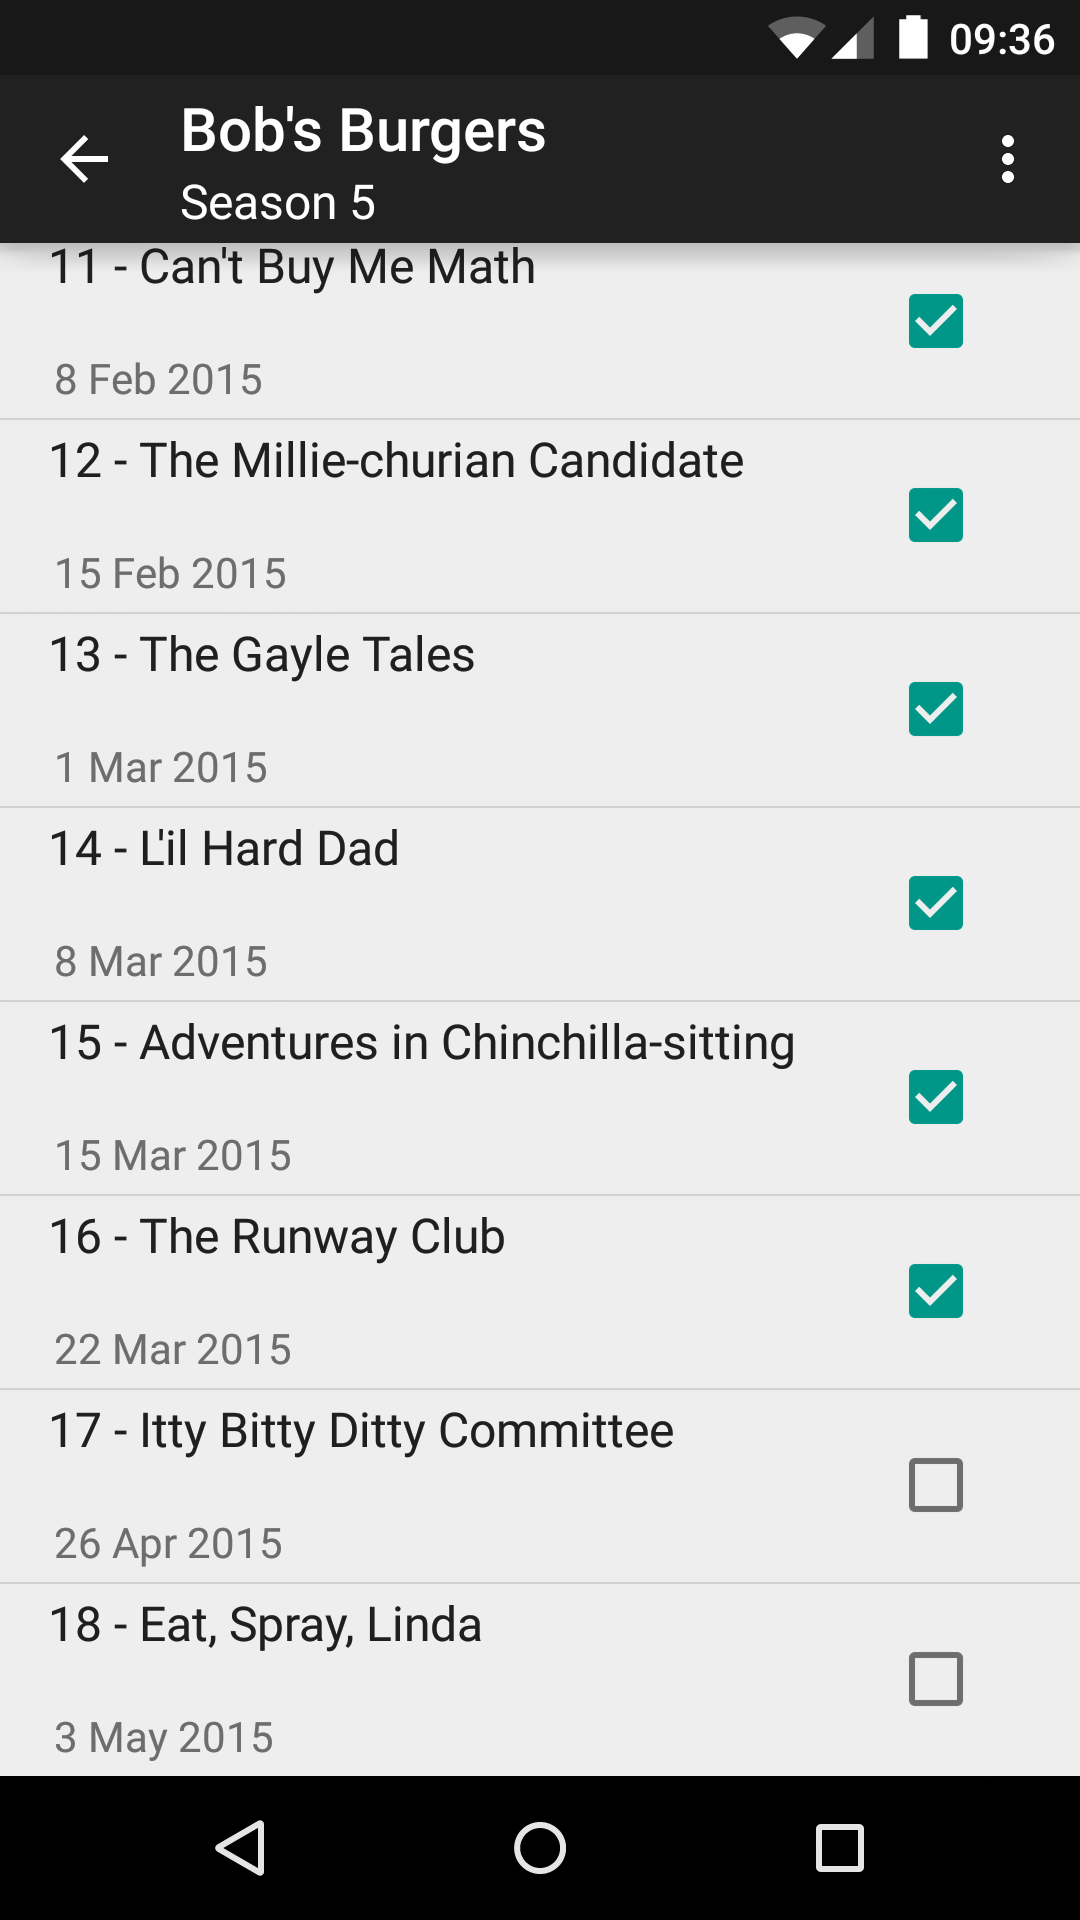 09:36
Bob's Burgers
Season 5
11 - Can't Buy Me Math
8 Feb 2015
12 - The Millie-churian Candidate
15 Feb 2015
13 - The Gayle Tales
1 Mar 2015
14 - L'il Hard Dad
8 Mar 2015
15 - Adventures in Chinchilla-sitting
15 Mar 2015
16 - The Runway Club
22 Mar 2015
17 - Itty Bitty Ditty Committee
26 Apr 2015
18 - Eat, Spray, Linda
3 May 2015